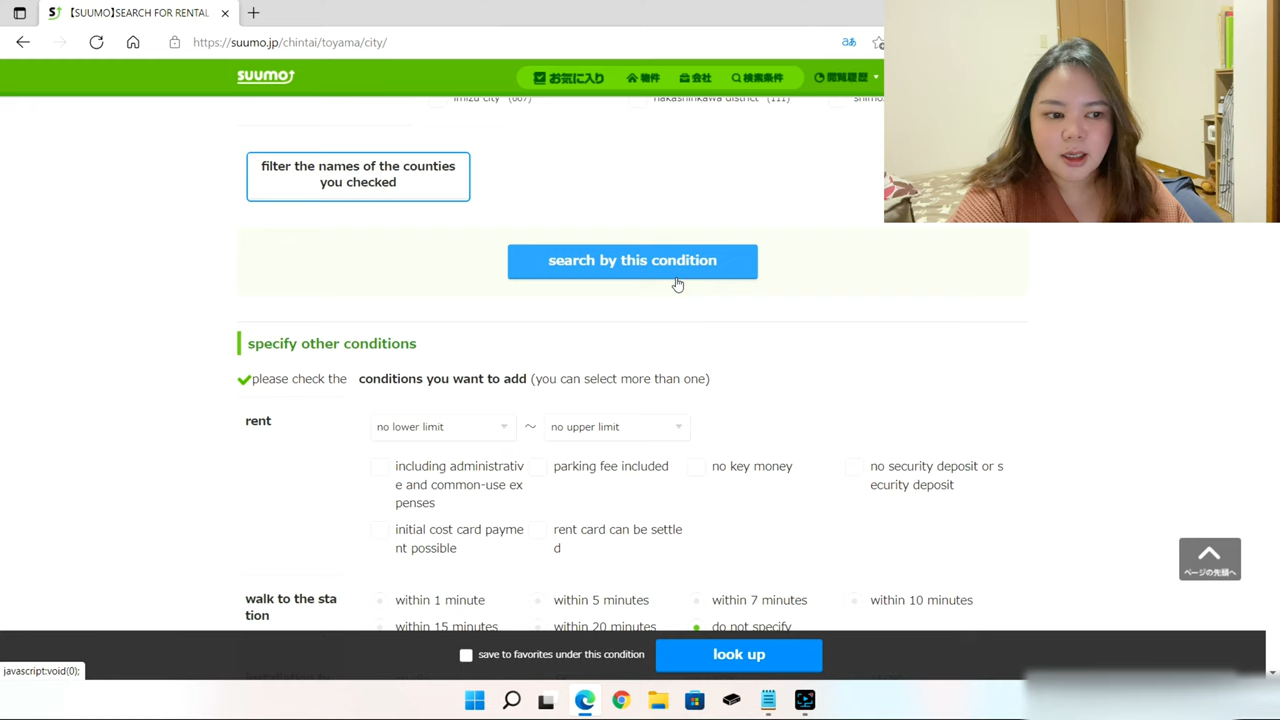 【SUUMO】SEARCH FOR RENTAL
https://suumo.jp/chintai/toyama/city/
aあ
suumo
お気に入り 物件 会社 検索条件 閲覧履歴
imizu city (667) nakashinkawa district (111) shimo
filter the names of the counties
you checked
search by this condition
specify other conditions
please check the conditions you want to add (you can select more than one)
rent
no lower limit ~ no upper limit
including administrativ
e and common-use ex
penses
parking fee included
no key money
no security deposit or s
ecurity deposit
initial cost card payme
nt possible
rent card can be settle
d
walk to the sta
tion
within 1 minute within 5 minutes within 7 minutes within 10 minutes
within 15 minutes within 20 minutes do not specify
ページの先頭へ
save to favorites under this condition
look up
javascript:void(0);